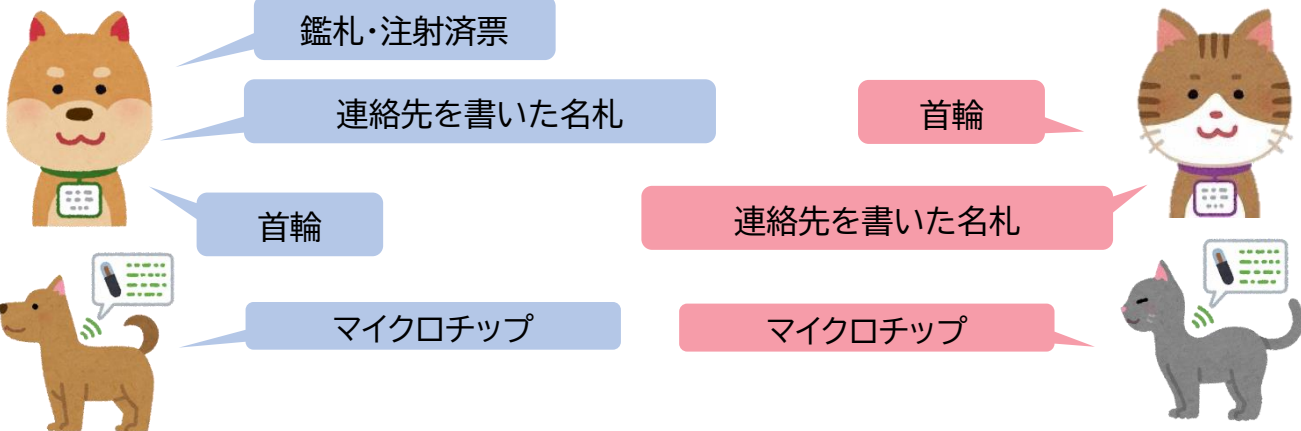 鑑札・注射済票
連絡先を書いた名札
首輪
マイクロチップ
首輪
連絡先を書いた名札
マイクロチップ